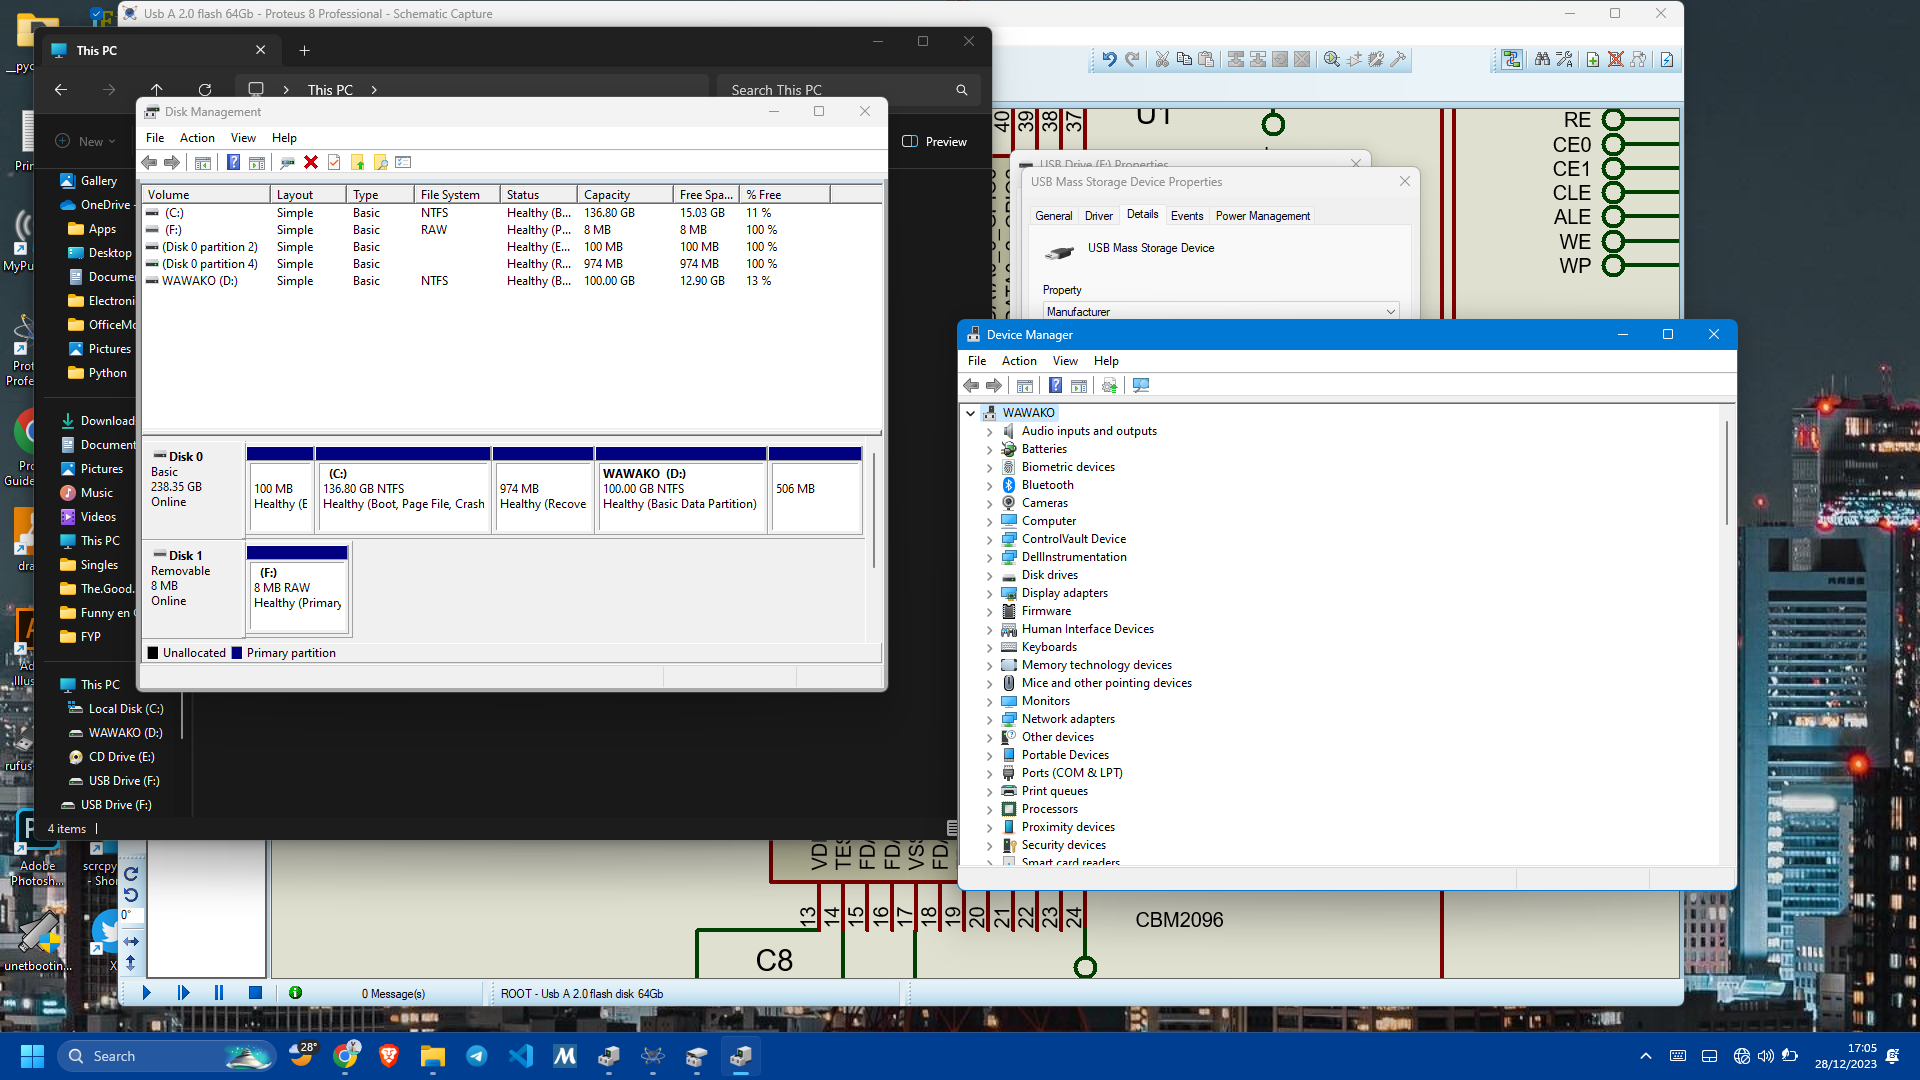 Usb A 2.0 flash 64Gb - Proteus 8 Professional - Schematic Capture
This PC
This PC
Search This PC
New
Preview
Gallery
OneDrive
Apps
Desktop
Documen
Electroni
OfficeMo
Pictures
Python
Download
Document
Pictures
Music
Videos
This PC
Singles
The.Good.
Funny en
FYP
This PC
Local Disk (C:)
WAWAKO (D:)
CD Drive (E:)
USB Drive (F:)
USB Drive (F:)
4 items
Disk Management
File Action View Help
Volume Layout Type File System Status Capacity Free Spa... % Free
(C:) Simple Basic NTFS Healthy (B... 136.80 GB 15.03 GB 11 %
(F:) Simple Basic RAW Healthy (P... 8 MB 8 MB 100 %
(Disk 0 partition 2) Simple Basic Healthy (E... 100 MB 100 MB 100 %
(Disk 0 partition 4) Simple Basic Healthy (R... 974 MB 974 MB 100 %
WAWAKO (D:) Simple Basic NTFS Healthy (B... 100.00 GB 12.90 GB 13 %
Disk 0
Basic
238.35 GB
Online
100 MB
Healthy (E
(C:)
136.80 GB NTFS
Healthy (Boot, Page File, Crash
974 MB
Healthy (Recove
WAWAKO (D:)
100.00 GB NTFS
Healthy (Basic Data Partition)
506 MB
Disk 1
Removable
8 MB
Online
(F:)
8 MB RAW
Healthy (Primary
Unallocated Primary partition
40
39
38
37
U1
RE
CE0
CE1
CLE
ALE
WE
WP
USB Drive (F:) Properties
USB Mass Storage Device Properties
General Driver Details Events Power Management
USB Mass Storage Device
Property
Manufacturer
Device Manager
File Action View Help
WAWAKO
Audio inputs and outputs
Batteries
Biometric devices
Bluetooth
Cameras
Computer
ControlVault Device
DellInstrumentation
Disk drives
Display adapters
Firmware
Human Interface Devices
Keyboards
Memory technology devices
Mice and other pointing devices
Monitors
Network adapters
Other devices
Portable Devices
Ports (COM & LPT)
Print queues
Processors
Proximity devices
Security devices
Smart card readers
13
14
15
16
17
18
19
20
21
22
23
24
CBM2096
C8
0°
0 Message(s)
ROOT - Usb A 2.0 flash disk 64Gb
__pyc
Prin
MyPu
Prot
Profe
Pro
Guide
dra
Ad
Illus
rufus
Adobe
Photosh...
scrcpy
- Shor
unetbootin...
X
Search
28°
17:05
28/12/2023